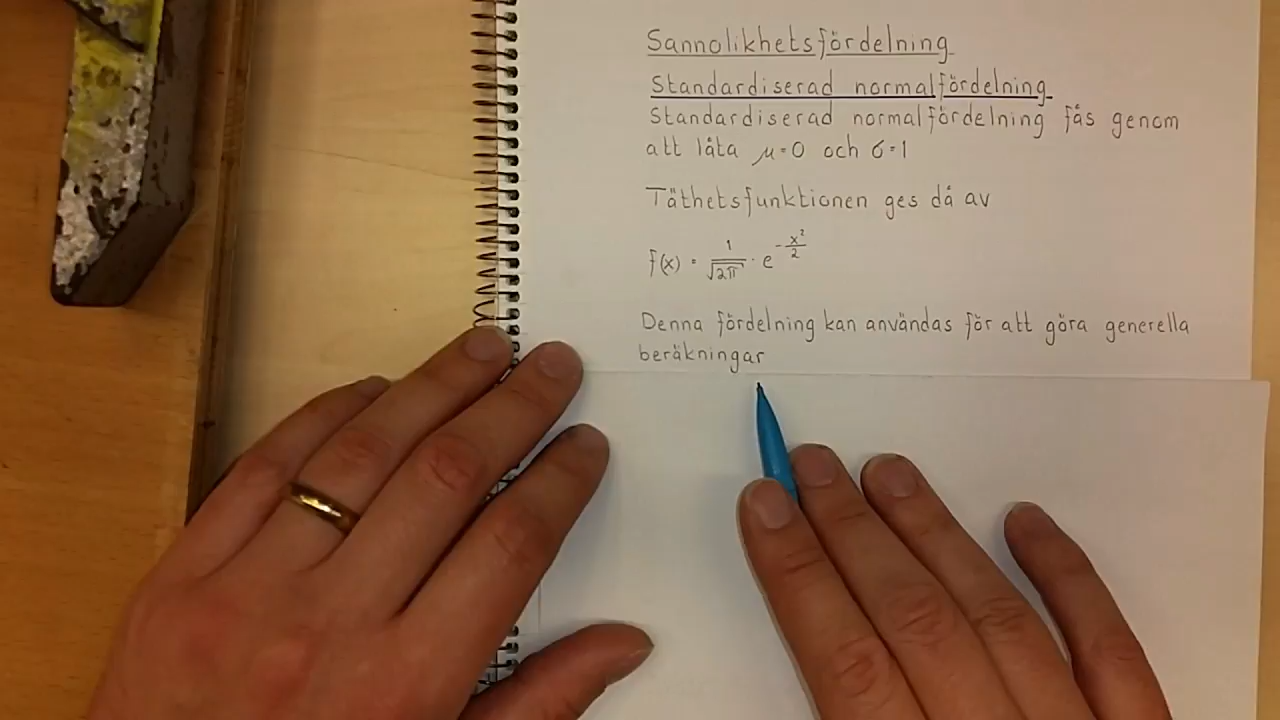 Sannolikhetsfördelning
Standardiserad normalfördelning
Standardiserad normalfördelning fås genom
att låta μ=0 och σ=1
Täthetsfunktionen ges då av
f(x) = 1/√2π · e^-x²/2
Denna fördelning kan användas för att göra generella
beräkningar